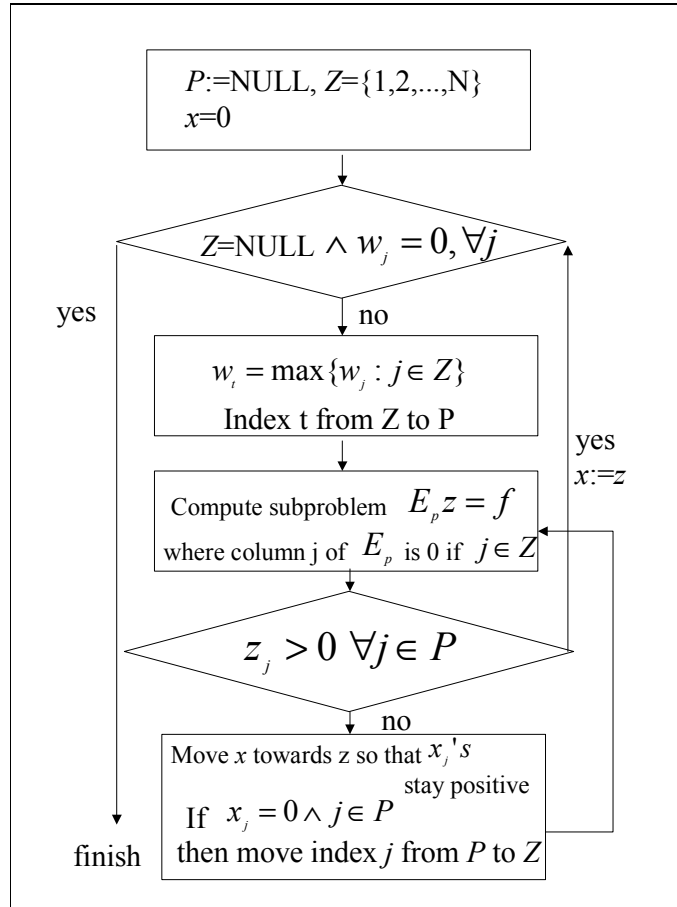 P:=NULL, Z={1,2,...,N}
x=0
Z=NULL ∧ w_j = 0, ∀j
yes
no
w_t = max{w_j : j ∈ Z}
Index t from Z to P
yes
x:=z
Compute subproblem E_p z = f
where column j of E_p is 0 if j ∈ Z
z_j > 0 ∀j ∈ P
no
Move x towards z so that x_j 's
stay positive
If x_j = 0 ∧ j ∈ P
then move index j from P to Z
finish